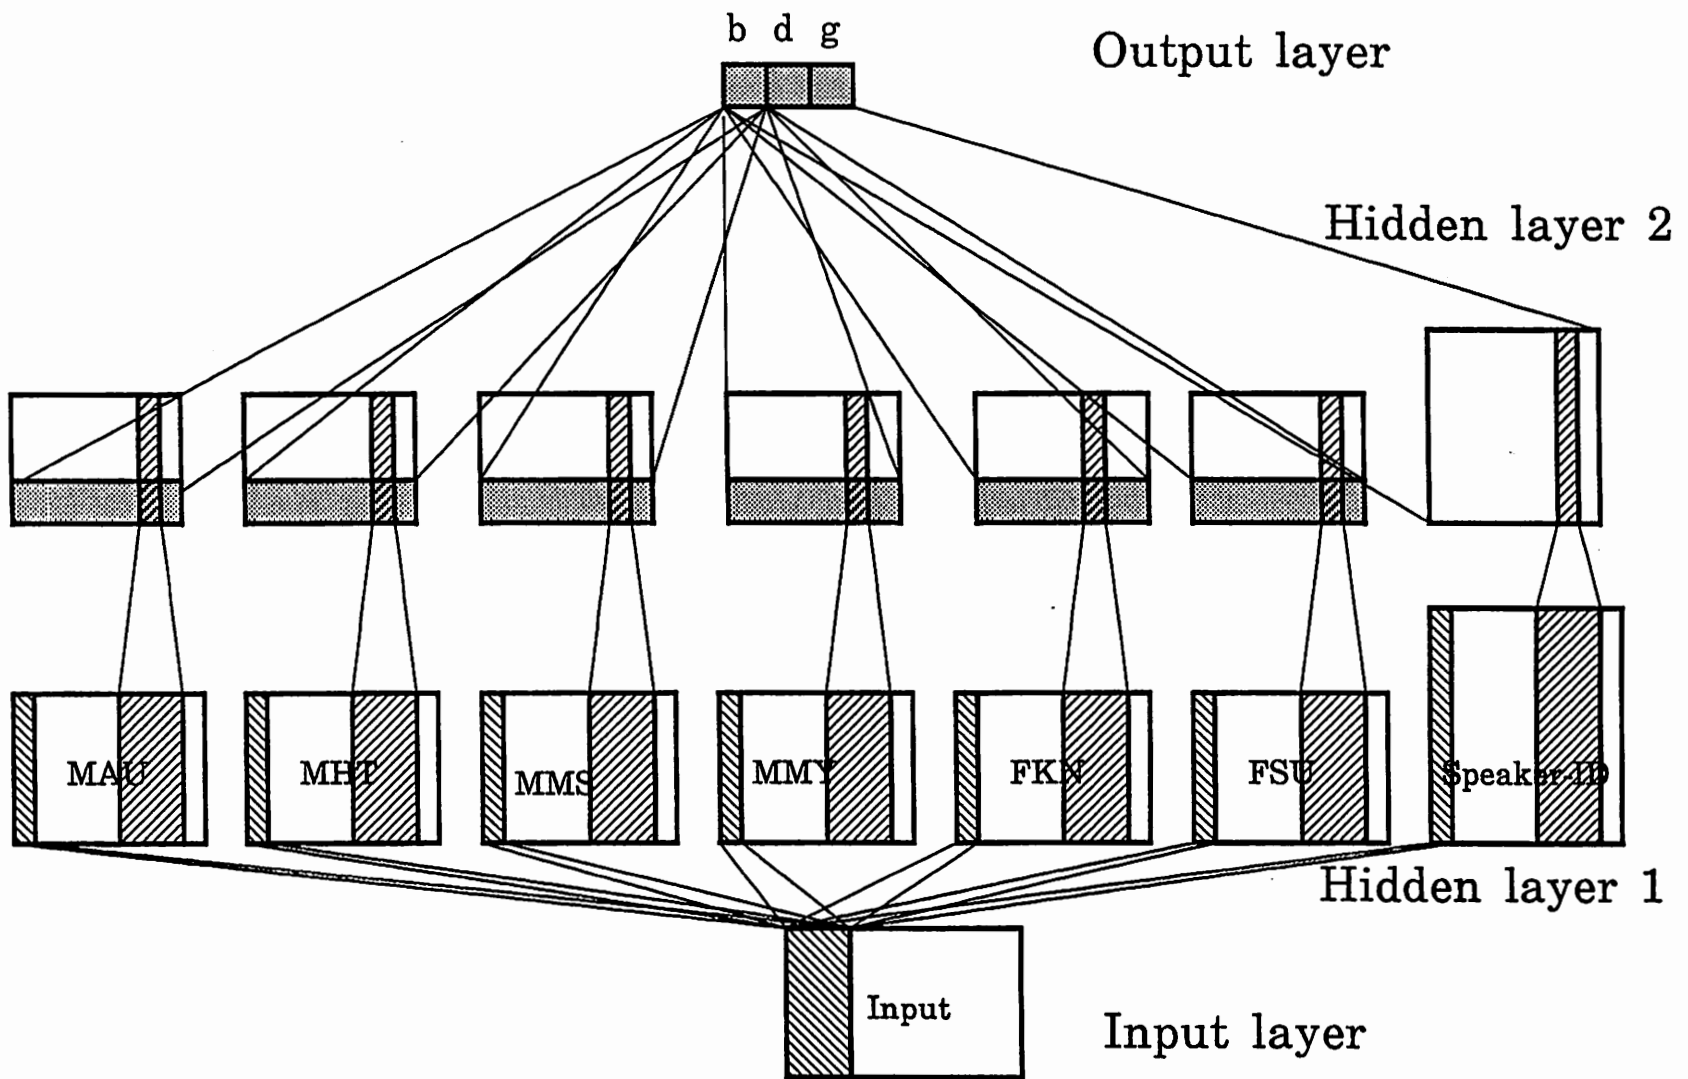 b d g
Output layer
Hidden layer 2
MAU
MHT
MMS
MMY
FKN
FSU
Speaker-ID
Hidden layer 1
Input
Input layer